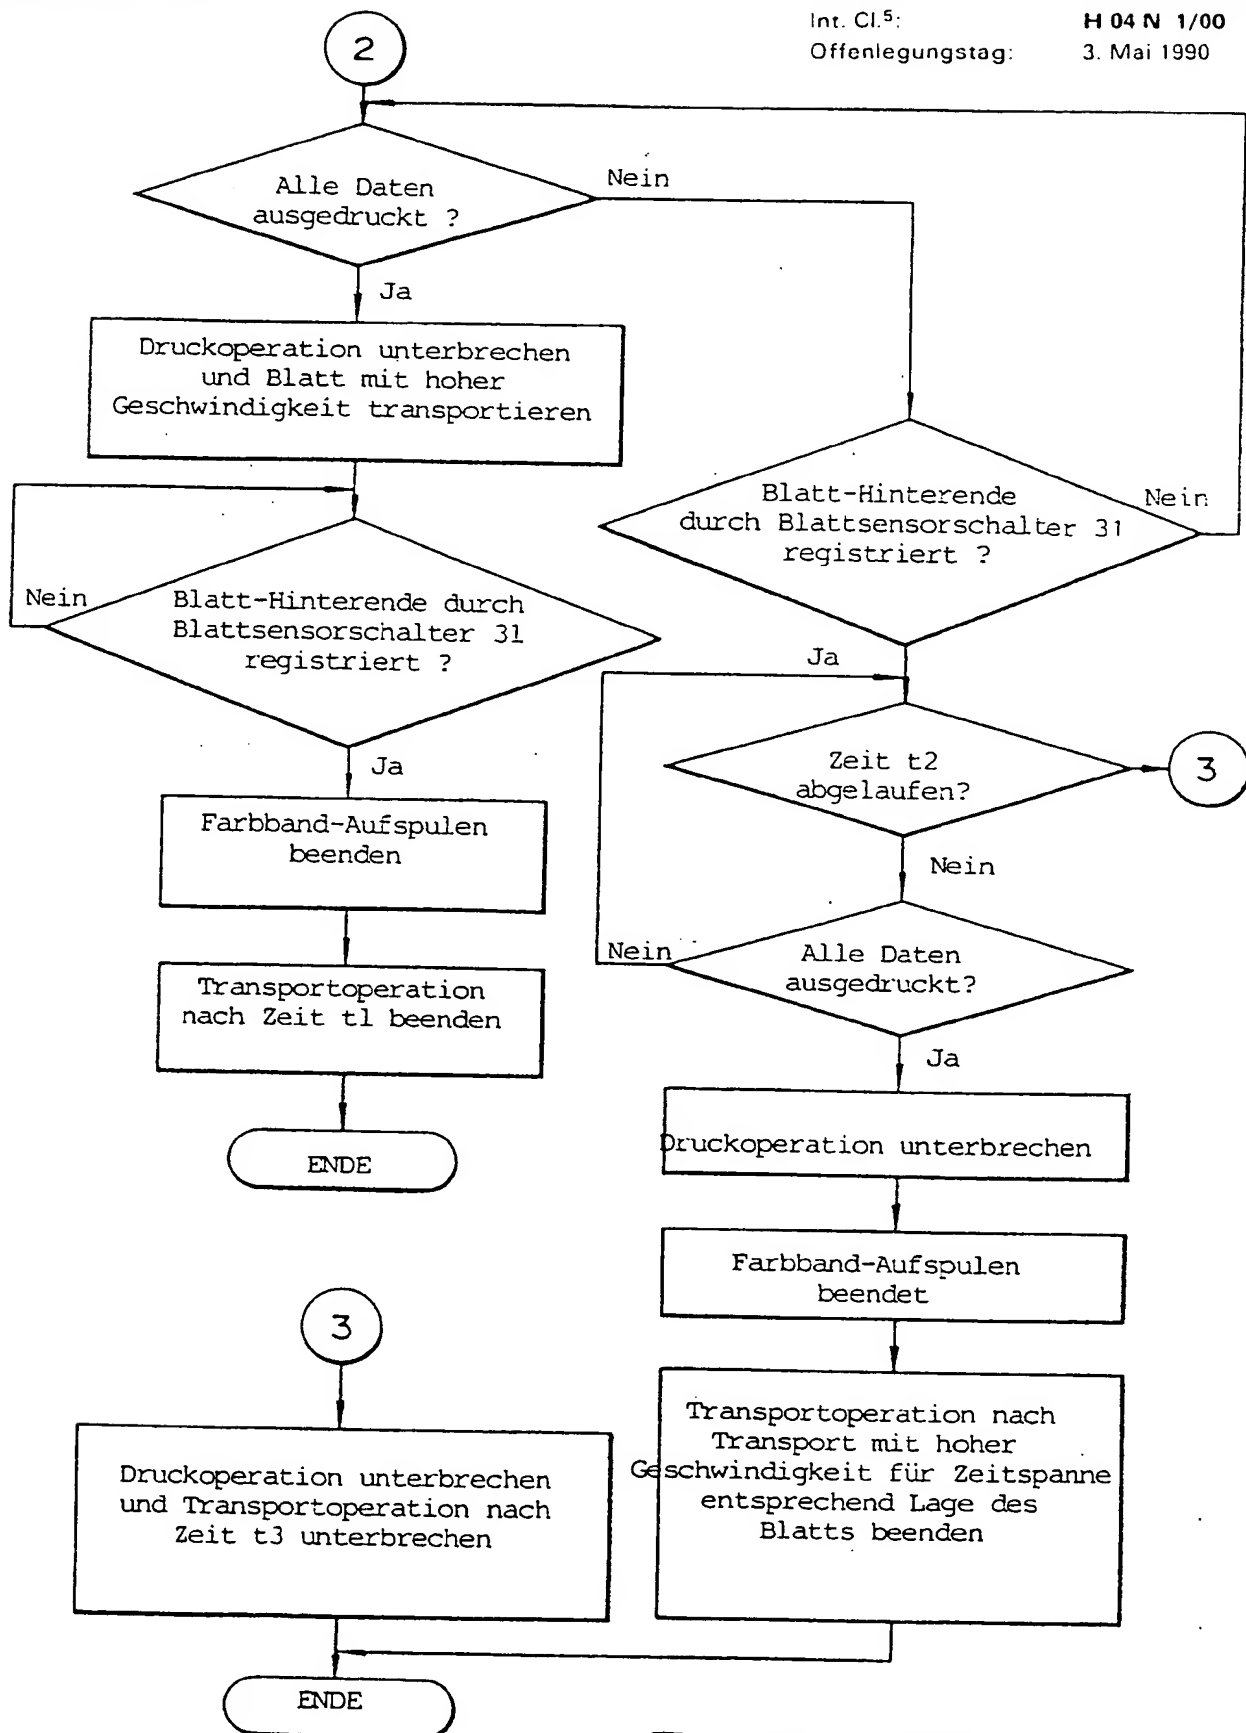 Int. Cl.5:
H 04 N 1/00
Offenlegungstag:
3. Mai 1990
2
Alle Daten
ausgedruckt ?
Nein
Ja
Druckoperation unterbrechen
und Blatt mit hoher
Geschwindigkeit transportieren
Nein
Blatt-Hinterende durch
Blattsensorschalter 31
registriert ?
Ja
Farbband-Aufspulen
beenden
Transportoperation
nach Zeit t1 beenden
ENDE
Blatt-Hinterende
durch Blattsensorschalter 31
registriert ?
Nein
Ja
Zeit t2
abgelaufen?
3
Nein
Alle Daten
ausgedruckt?
Nein
Ja
Druckoperation unterbrechen
Farbband-Aufspulen
beendet
Transportoperation nach
Transport mit hoher
Geschwindigkeit für Zeitspanne
entsprechend Lage des
Blatts beenden
3
Druckoperation unterbrechen
und Transportoperation nach
Zeit t3 unterbrechen
ENDE